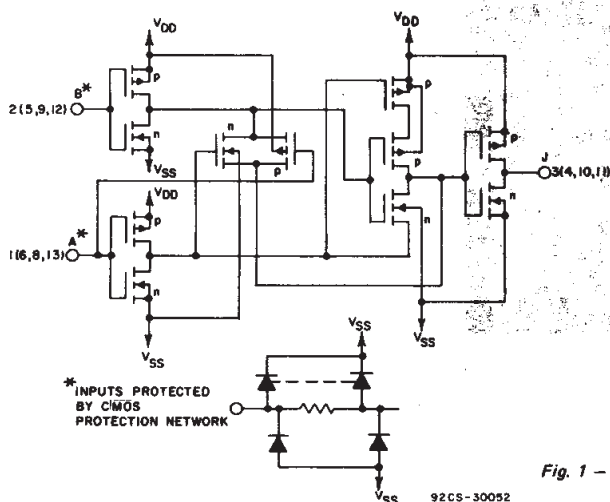 VDD
B*
p
2(5,9,12)
n
VSS
VDD
A*
p
1(6,8,13)
n
VSS
n
p
VDD
p
p
n
VSS
p
J
3(4,10,11)
n
VSS
*INPUTS PROTECTED
BY CMOS
PROTECTION NETWORK
VSS
92CS-30052
Fig. 1 –